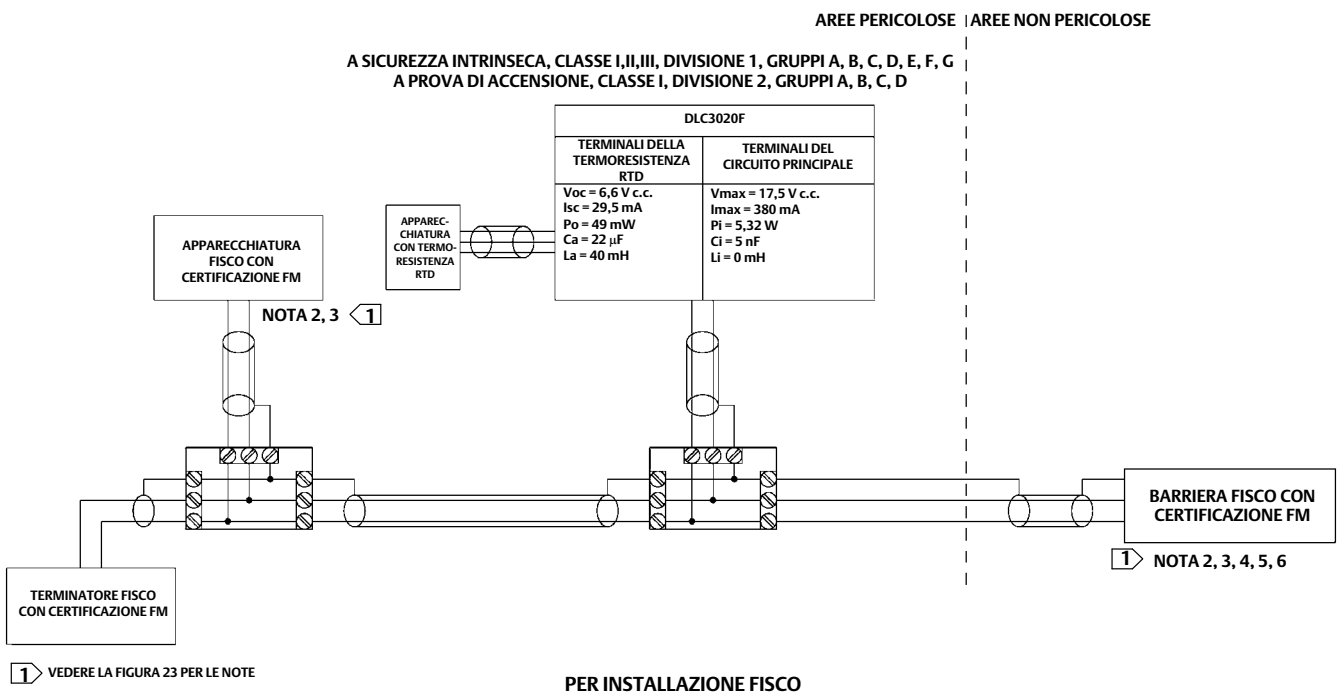 AREE PERICOLOSE
AREE NON PERICOLOSE
A SICUREZZA INTRINSECA, CLASSE I,II,III, DIVISIONE 1, GRUPPI A, B, C, D, E, F, G
A PROVA DI ACCENSIONE, CLASSE I, DIVISIONE 2, GRUPPI A, B, C, D
DLC3020F
TERMINALI DELLA
TERMORESISTENZA
RTD
TERMINALI DEL
CIRCUITO PRINCIPALE
Voc = 6,6 V c.c.
Isc = 29,5 mA
Po = 49 mW
Ca = 22 μF
La = 40 mH
Vmax = 17,5 V c.c.
Imax = 380 mA
Pi = 5,32 W
Ci = 5 nF
Li = 0 mH
APPAREC-
CHIATURA
CON TERMO-
RESISTENZA
RTD
APPARECCHIATURA
FISCO CON
CERTIFICAZIONE FM
NOTA 2, 3 1
BARRIERA FISCO CON
CERTIFICAZIONE FM
1 NOTA 2, 3, 4, 5, 6
TERMINATORE FISCO
CON CERTIFICAZIONE FM
1 VEDERE LA FIGURA 23 PER LE NOTE
PER INSTALLAZIONE FISCO